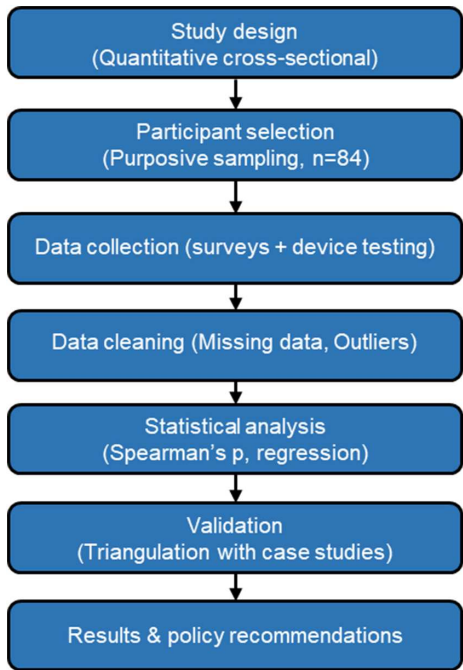 Study design
(Quantitative cross-sectional)
Participant selection
(Purposive sampling, n=84)
Data collection (surveys + device testing)
Data cleaning (Missing data, Outliers)
Statistical analysis
(Spearman's p, regression)
Validation
(Triangulation with case studies)
Results & policy recommendations